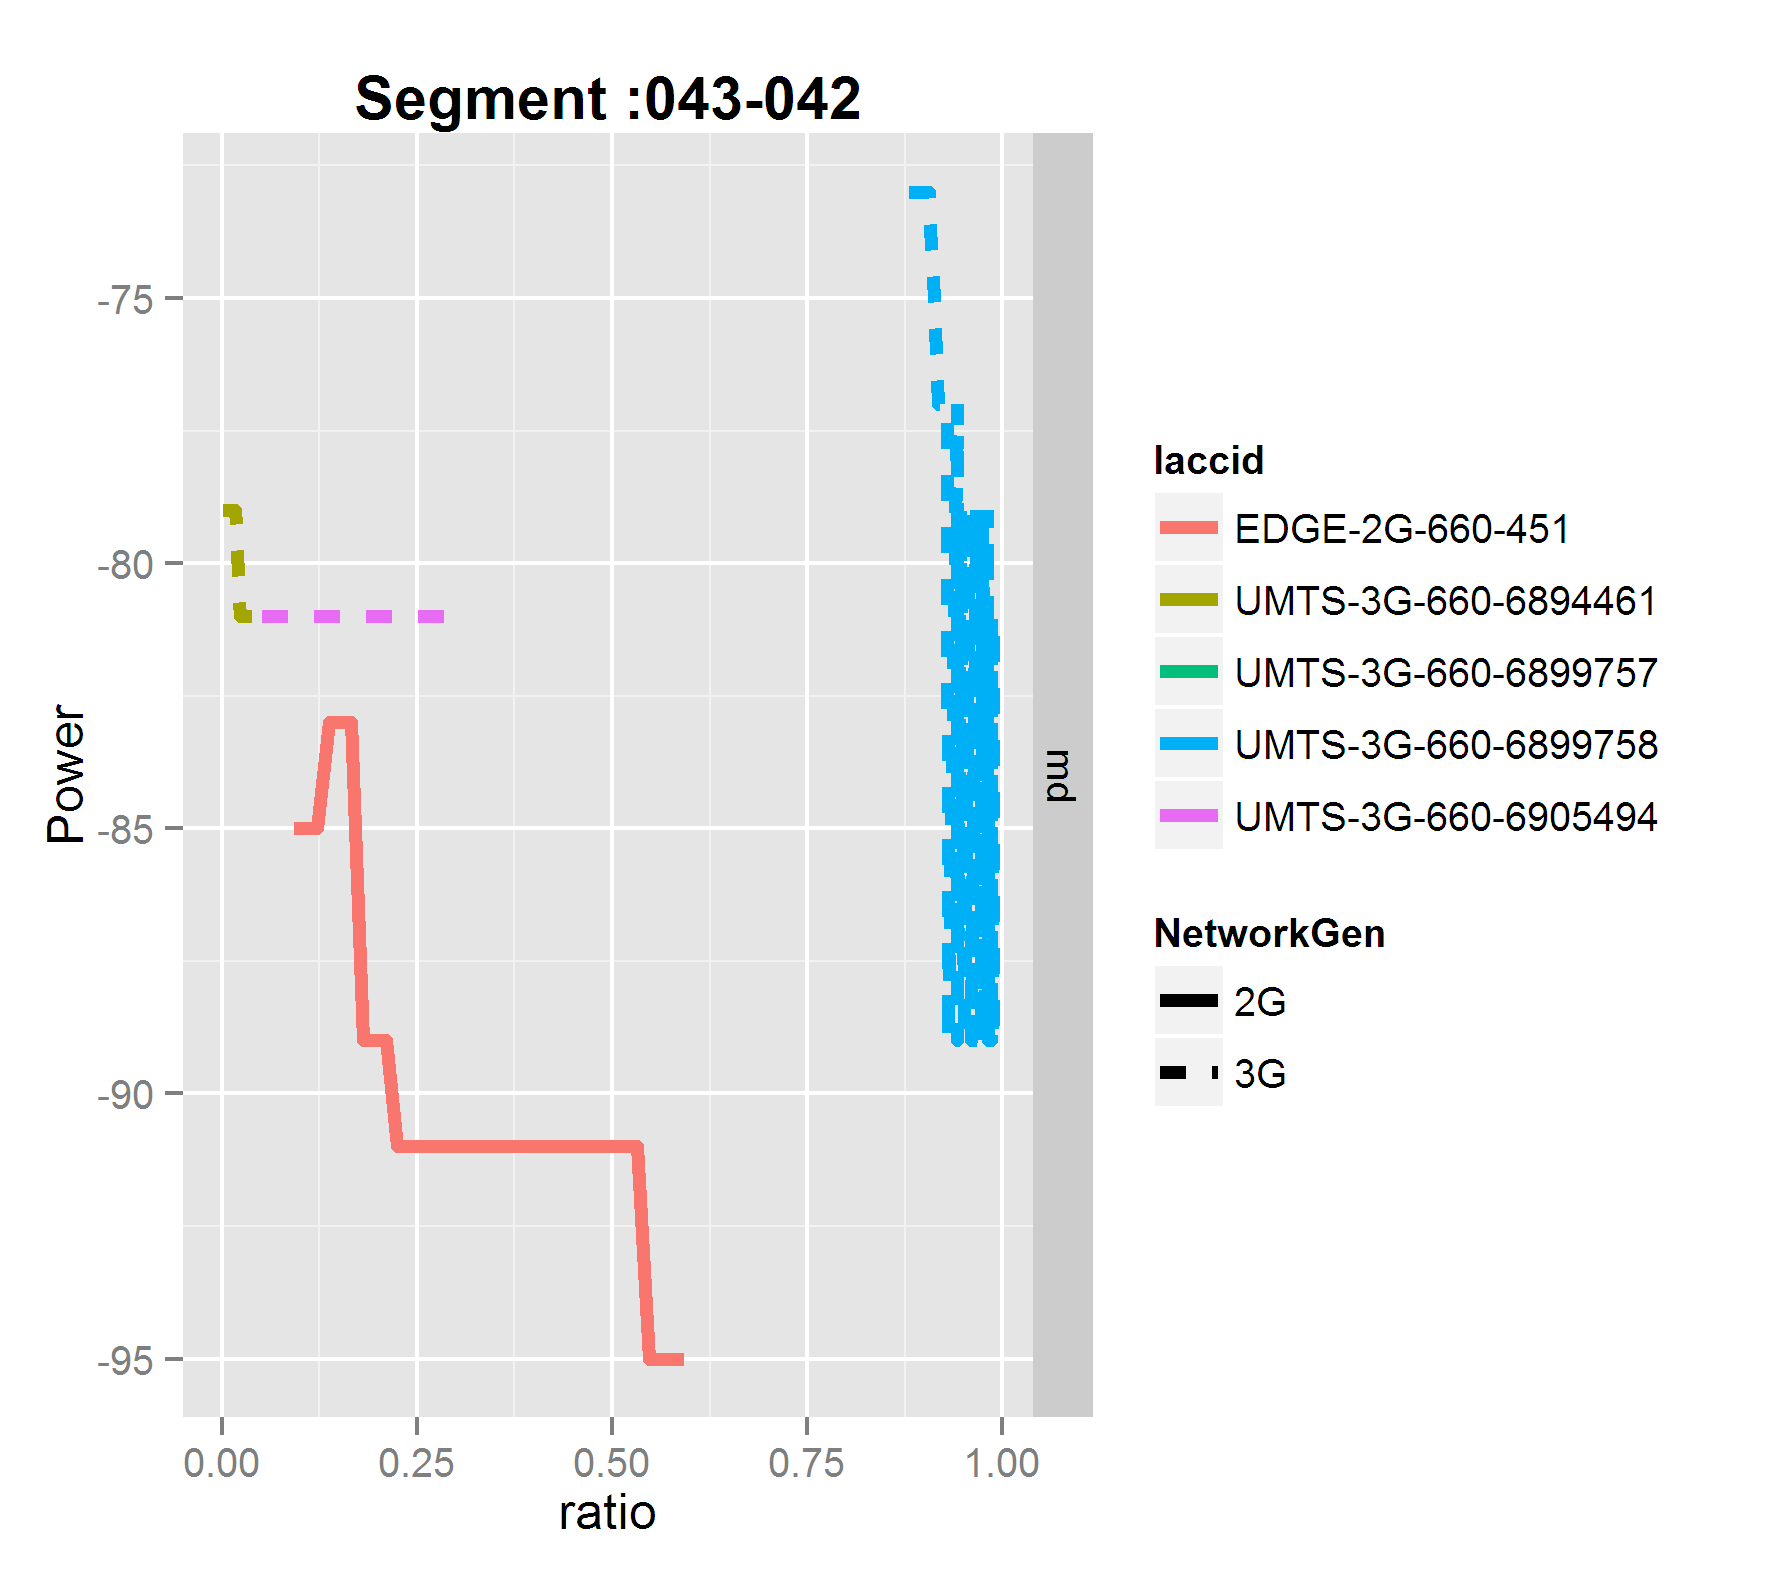 Segment :043-042
-75
-80
-85
-90
-95
Power
0.00 0.25 0.50 0.75 1.00
ratio
md
laccid
EDGE-2G-660-451
UMTS-3G-660-6894461
UMTS-3G-660-6899757
UMTS-3G-660-6899758
UMTS-3G-660-6905494
NetworkGen
2G
3G